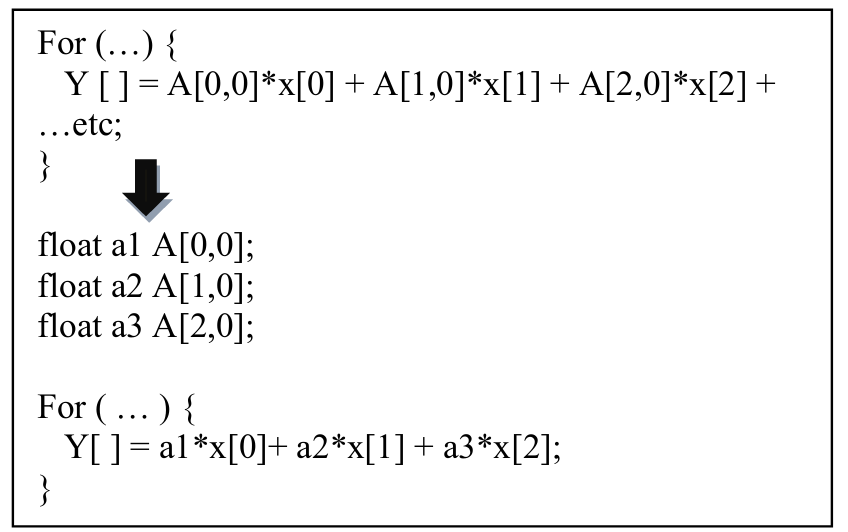 For (…) {
Y [ ] = A[0,0]*x[0] + A[1,0]*x[1] + A[2,0]*x[2] +
…etc;
}
float a1 A[0,0];
float a2 A[1,0];
float a3 A[2,0];
For ( … ) {
Y[ ] = a1*x[0]+ a2*x[1] + a3*x[2];
}